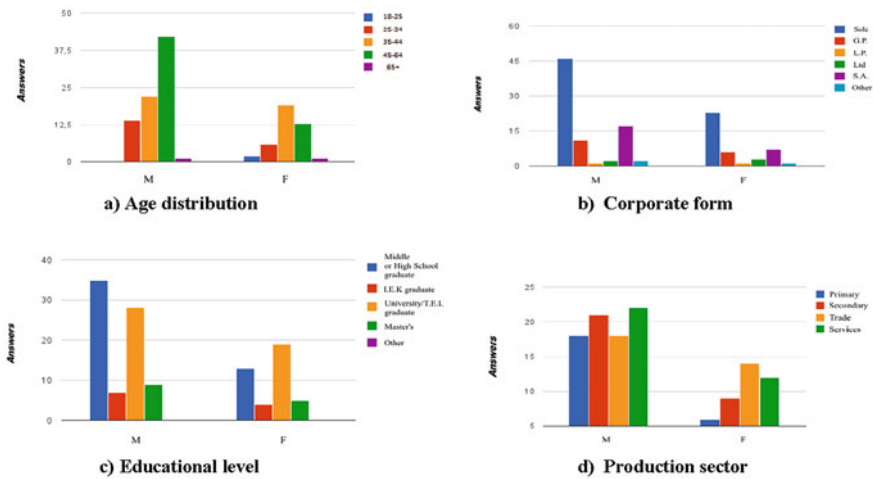 50
37,5
25
12,5
0
Answers
M
F
18-25
25-34
35-44
45-64
65+
a) Age distribution
60
45
30
15
0
Answers
M
F
Sole
G.P.
L.P.
Ltd
S.A.
Other
b) Corporate form
40
30
20
10
0
Answers
M
F
Middle
or High School
graduate
I.E.K graduate
University/T.E.I.
graduate
Master's
Other
c) Educational level
25
20
15
10
5
Answers
M
F
Primary
Secondary
Trade
Services
d) Production sector